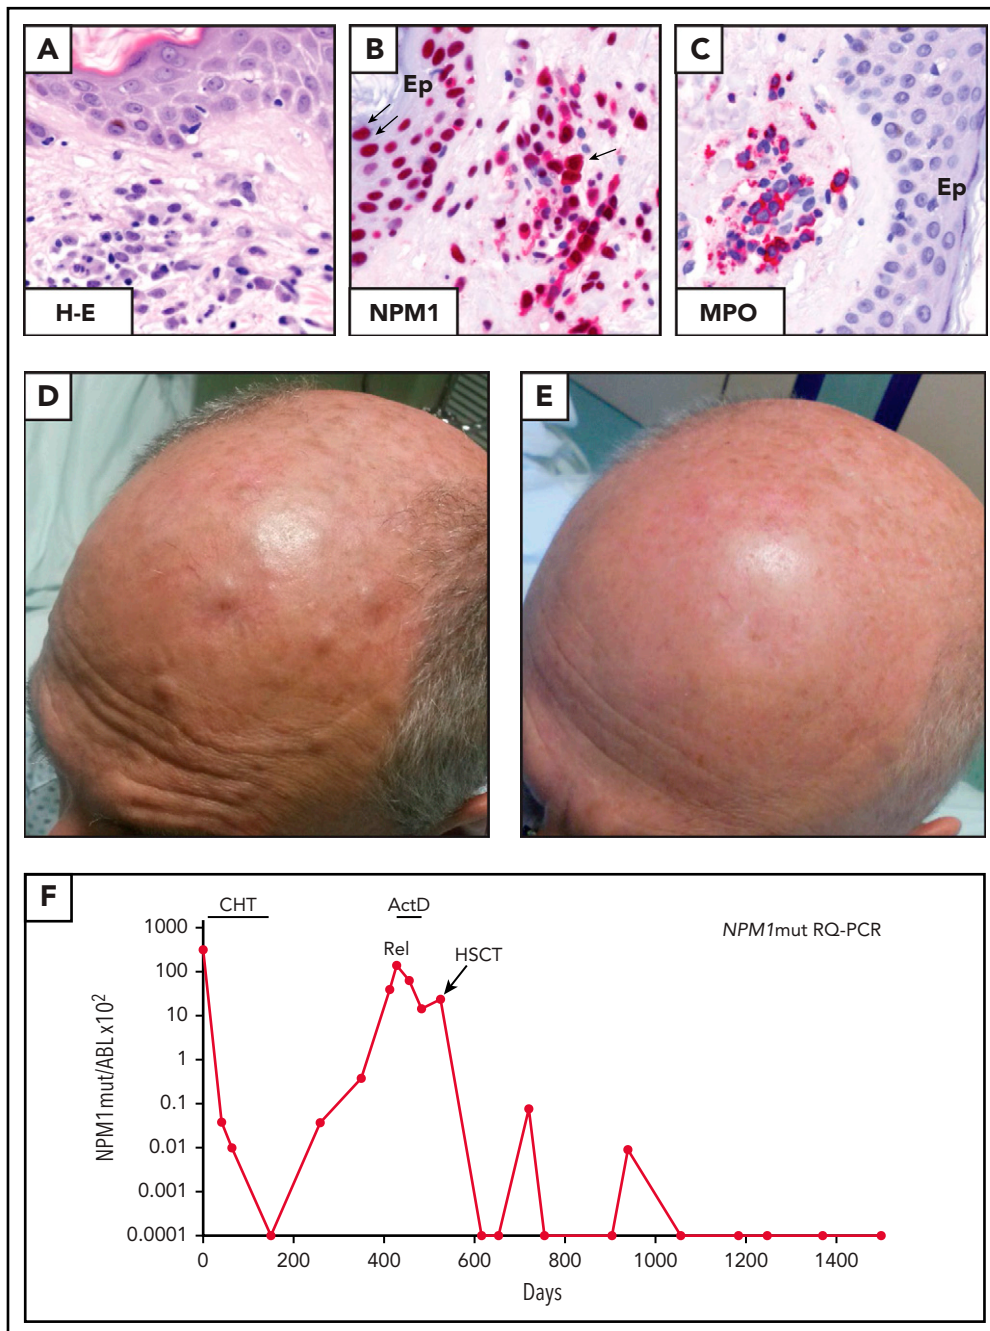 A
B
C
Ep
Ep
H-E
NPM1
MPO
D
E
F
CHT
ActD
NPM1mut RQ-PCR
Rel
HSCT
1000
100
10
1
0.1
0.01
0.001
0.0001
NPM1mut/ABLx10²
0
200
400
600
800
1000
1200
1400
Days